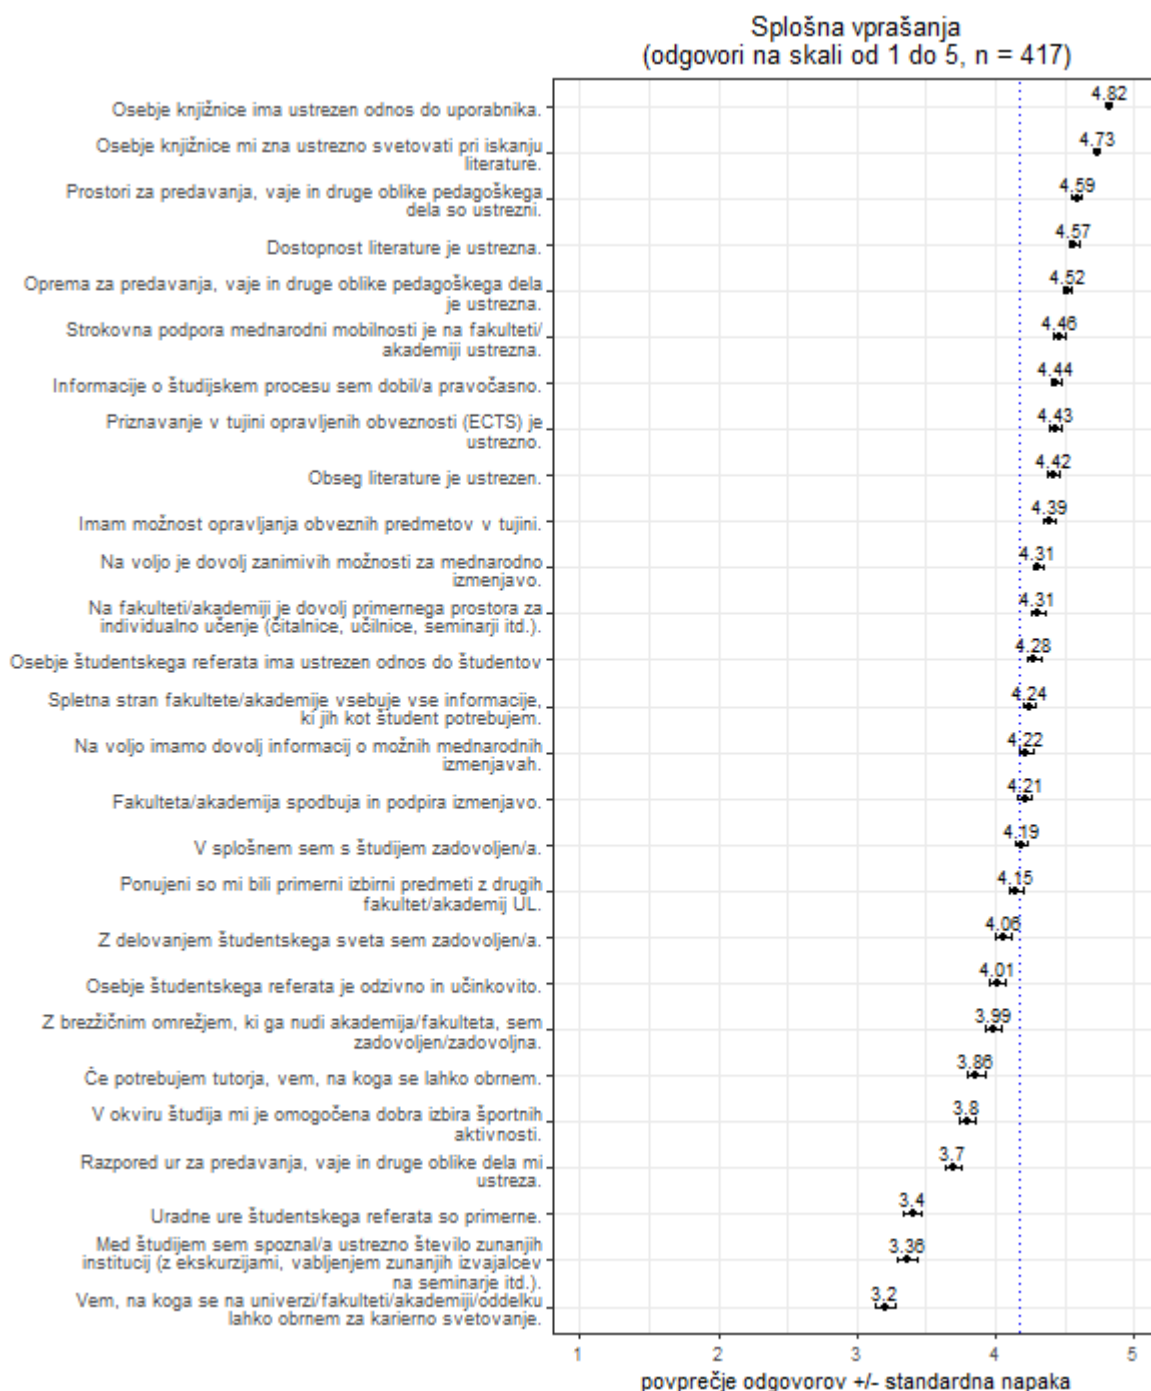 Splošna vprašanja
(odgovori na skali od 1 do 5, n = 417)
Osebje knjižnice ima ustrezen odnos do uporabnika.
4.82
Osebje knjižnice mi zna ustrezno svetovati pri iskanju
literature.
4.73
Prostori za predavanja, vaje in druge oblike pedagoškega
dela so ustrezni.
4.59
Dostopnost literature je ustrezna.
4.57
Oprema za predavanja, vaje in druge oblike pedagoškega dela
je ustrezna.
4.52
Strokovna podpora mednarodni mobilnosti je na fakulteti/
akademiji ustrezna.
4.46
Informacije o študijskem procesu sem dobil/a pravočasno.
4.44
Priznavanje v tujini opravljenih obveznosti (ECTS) je
ustrezno.
4.43
Obseg literature je ustrezen.
4.42
Imam možnost opravljanja obveznih predmetov v tujini.
4.39
Na voljo je dovolj zanimivih možnosti za mednarodno
izmenjavo.
4.31
Na fakulteti/akademiji je dovolj primernega prostora za
individualno učenje (čitalnice, učilnice, seminarji itd.).
4.31
Osebje študentskega referata ima ustrezen odnos do študentov
4.28
Spletna stran fakultete/akademije vsebuje vse informacije,
ki jih kot študent potrebujem.
4.24
Na voljo imamo dovolj informacij o možnih mednarodnih
izmenjavah.
4.22
Fakulteta/akademija spodbuja in podpira izmenjavo.
4.21
V splošnem sem s študijem zadovoljen/a.
4.19
Ponujeni so mi bili primerni izbirni predmeti z drugih
fakultet/akademij UL.
4.15
Z delovanjem študentskega sveta sem zadovoljen/a.
4.06
Osebje študentskega referata je odzivno in učinkovito.
4.01
Z brezžičnim omrežjem, ki ga nudi akademija/fakulteta, sem
zadovoljen/zadovoljna.
3.99
Če potrebujem tutorja, vem, na koga se lahko obrnem.
3.86
V okviru študija mi je omogočena dobra izbira športnih
aktivnosti.
3.8
Razpored ur za predavanja, vaje in druge oblike dela mi
ustreza.
3.7
Uradne ure študentskega referata so primerne.
3.4
Med študijem sem spoznal/a ustrezno število zunanjih
institucij (z ekskurzijami, vabljenjem zunanjih izvajalcev
na seminarje itd.).
3.36
Vem, na koga se na univerzi/fakulteti/akademiji/oddelku
lahko obrnem za karierno svetovanje.
3.2
1 2 3 4 5
povprečje odgovorov +/- standardna napaka